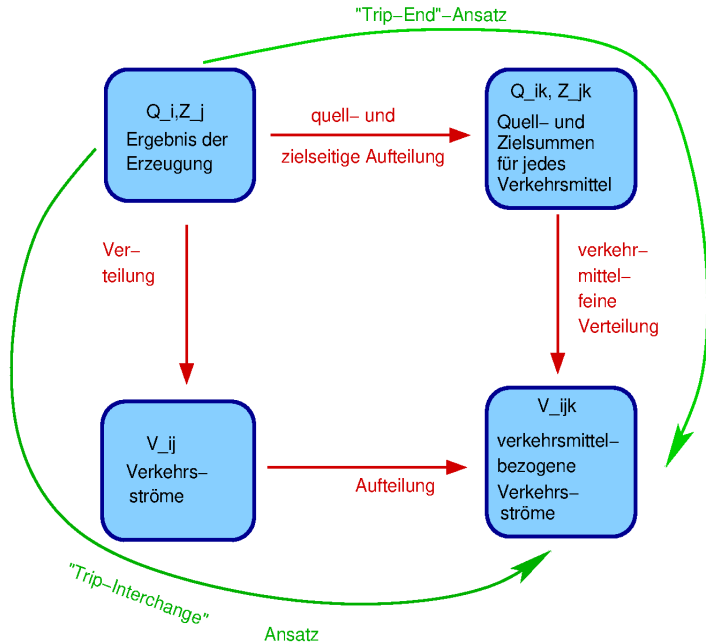 "Trip−End"−Ansatz
Q_i,Z_j
Ergebnis der
Erzeugung
quell− und
zielseitige Aufteilung
Q_ik, Z_jk
Quell− und
Zielsummen
für jedes
Verkehrsmittel
Ver−
teilung
verkehr−
mittel−
feine
Verteilung
V_ij
Verkehrs−
ströme
Aufteilung
V_ijk
verkehrsmittel−
bezogene
Verkehrs−
ströme
"Trip−Interchange"
Ansatz